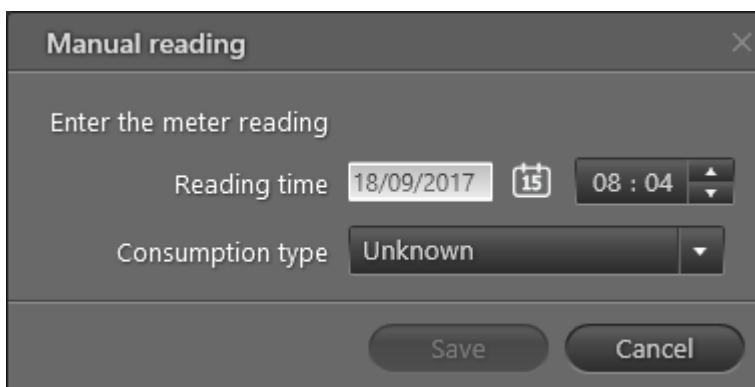 Manual reading
Enter the meter reading
Reading time 18/09/2017 15 08 : 04
Consumption type Unknown
Save Cancel